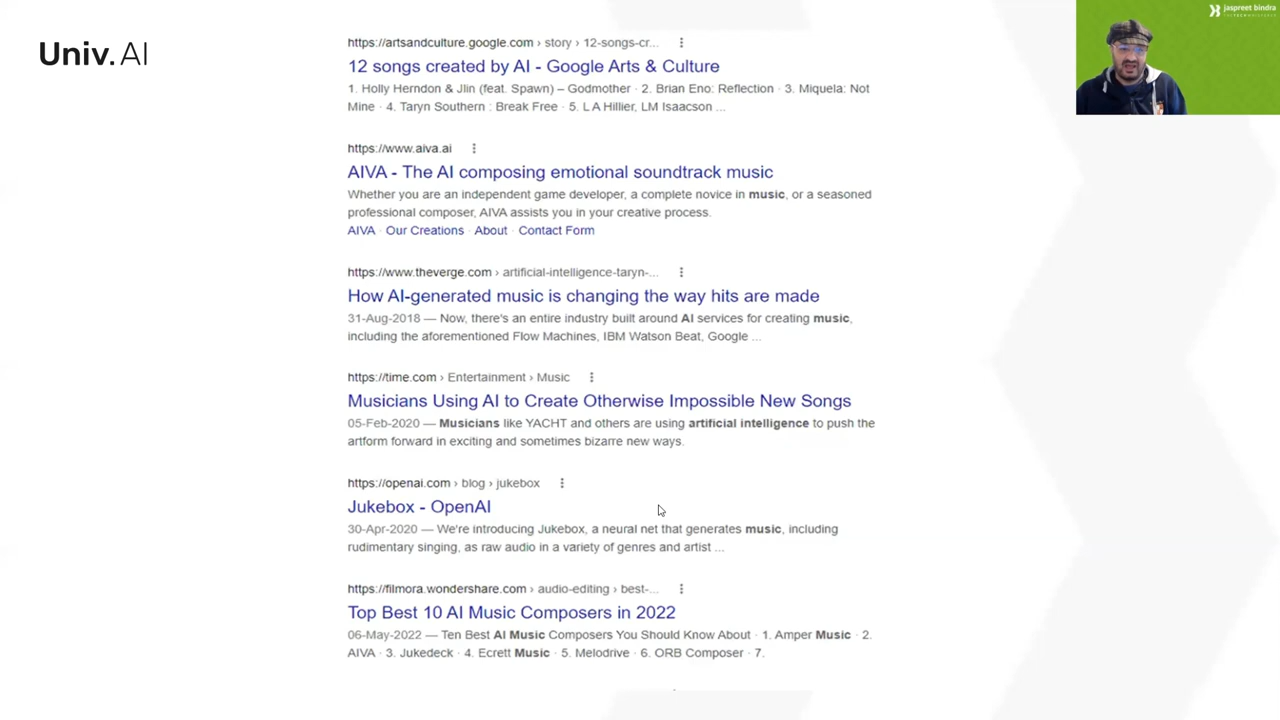 Univ.AI
jaspreet bindra
https://artsandculture.google.com › story › 12-songs-cr...
12 songs created by AI - Google Arts & Culture
1. Holly Herndon & Jlin (feat. Spawn) – Godmother · 2. Brian Eno: Reflection · 3. Miquela: Not
Mine · 4. Taryn Southern : Break Free · 5. L A Hillier, LM Isaacson ...
https://www.aiva.ai
AIVA - The AI composing emotional soundtrack music
Whether you are an independent game developer, a complete novice in music, or a seasoned
professional composer, AIVA assists you in your creative process.
AIVA · Our Creations · About · Contact Form
https://www.theverge.com › artificial-intelligence-taryn-...
How AI-generated music is changing the way hits are made
31-Aug-2018 — Now, there's an entire industry built around AI services for creating music,
including the aforementioned Flow Machines, IBM Watson Beat, Google ...
https://time.com › Entertainment › Music
Musicians Using AI to Create Otherwise Impossible New Songs
05-Feb-2020 — Musicians like YACHT and others are using artificial intelligence to push the
artform forward in exciting and sometimes bizarre new ways.
https://openai.com › blog › jukebox
Jukebox - OpenAI
30-Apr-2020 — We're introducing Jukebox, a neural net that generates music, including
rudimentary singing, as raw audio in a variety of genres and artist ...
https://filmora.wondershare.com › audio-editing › best-...
Top Best 10 AI Music Composers in 2022
06-May-2022 — Ten Best AI Music Composers You Should Know About · 1. Amper Music · 2.
AIVA · 3. Jukedeck · 4. Ecrett Music · 5. Melodrive · 6. ORB Composer · 7.